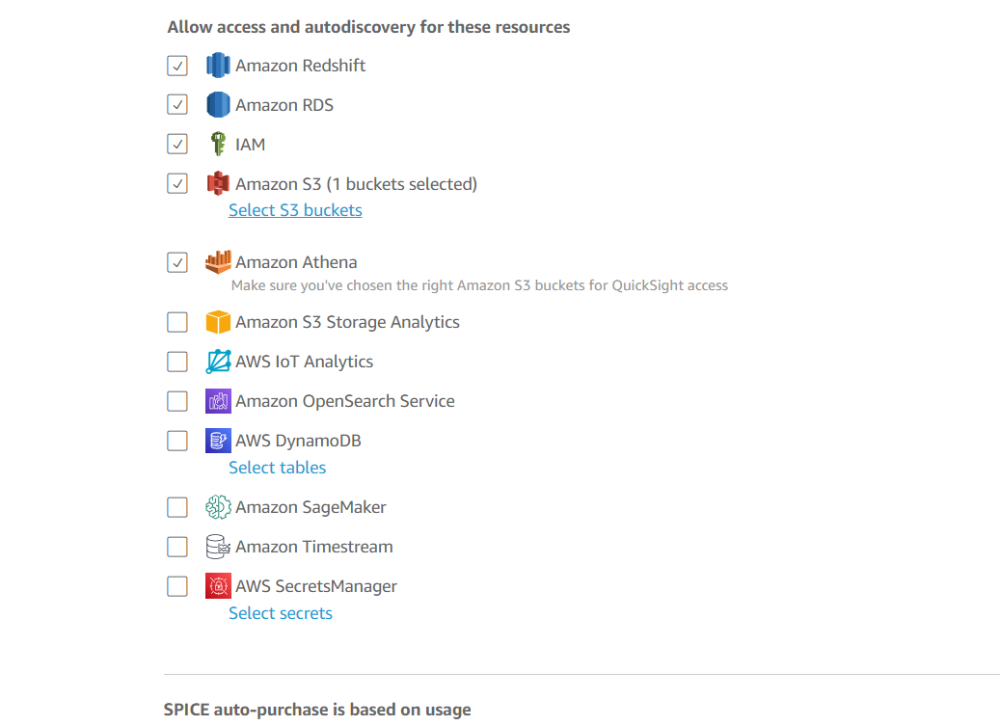 Allow access and autodiscovery for these resources
Amazon Redshift
Amazon RDS
IAM
Amazon S3 (1 buckets selected)
Select S3 buckets
Amazon Athena
Make sure you've chosen the right Amazon S3 buckets for QuickSight access
Amazon S3 Storage Analytics
AWS IoT Analytics
Amazon OpenSearch Service
AWS DynamoDB
Select tables
Amazon SageMaker
Amazon Timestream
AWS SecretsManager
Select secrets
SPICE auto-purchase is based on usage